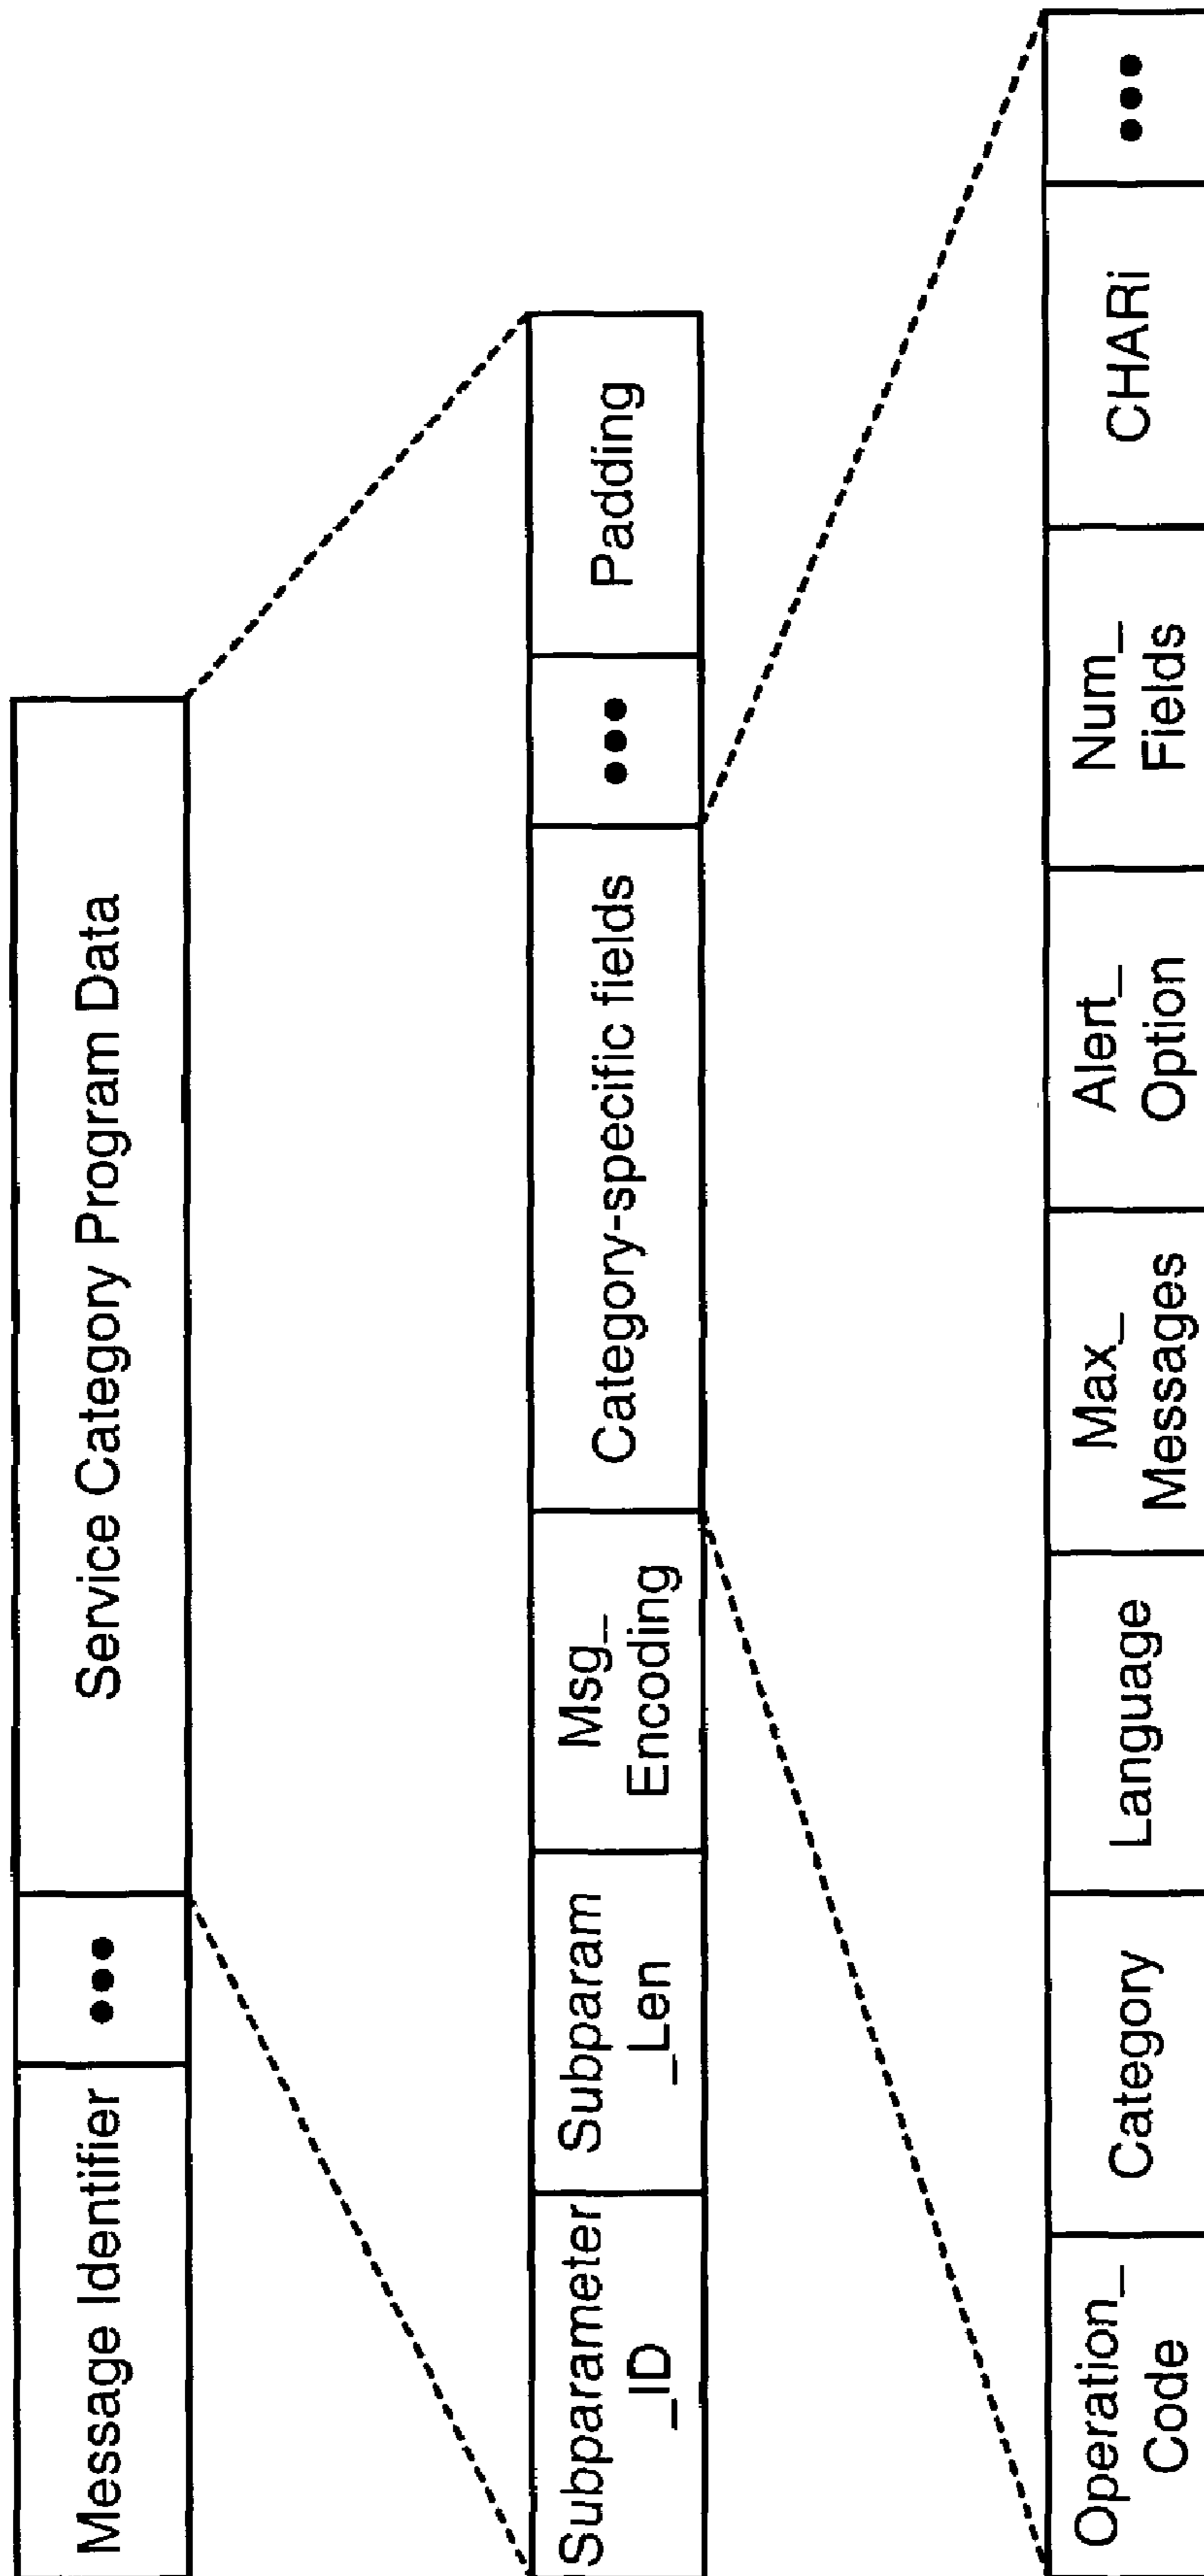 Message Identifier
•••
Service Category Program Data
Subparameter
_ID
Subparam
_Len
Msg_
Encoding
Category-specific fields
•••
Padding
Operation_
Code
Category
Language
Max_
Messages
Alert_
Option
Num_
Fields
CHARi
•••